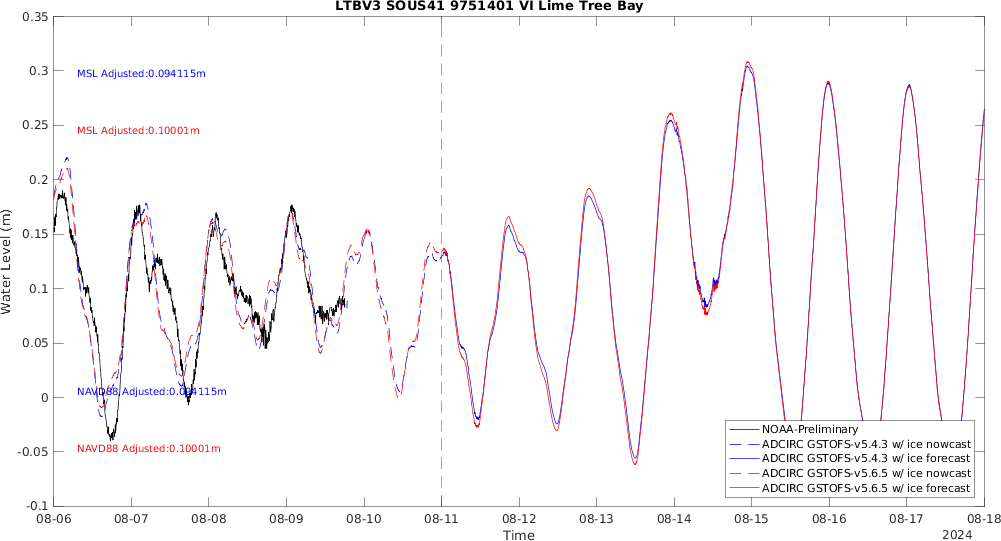 LTBV3 SOUS41 9751401 VI Lime Tree Bay
0.35
0.3
0.25
0.2
0.15
0.1
0.05
0
-0.05
-0.1
Water Level (m)
MSL Adjusted:0.094115m
MSL Adjusted:0.10001m
NAVD88 Adjusted:0.094115m
NAVD88 Adjusted:0.10001m
NOAA-Preliminary
ADCIRC GSTOFS-v5.4.3 w/ ice nowcast
ADCIRC GSTOFS-v5.4.3 w/ ice forecast
ADCIRC GSTOFS-v5.6.5 w/ ice nowcast
ADCIRC GSTOFS-v5.6.5 w/ ice forecast
08-06 08-07 08-08 08-09 08-10 08-11 08-12 08-13 08-14 08-15 08-16 08-17 08-18
Time
2024